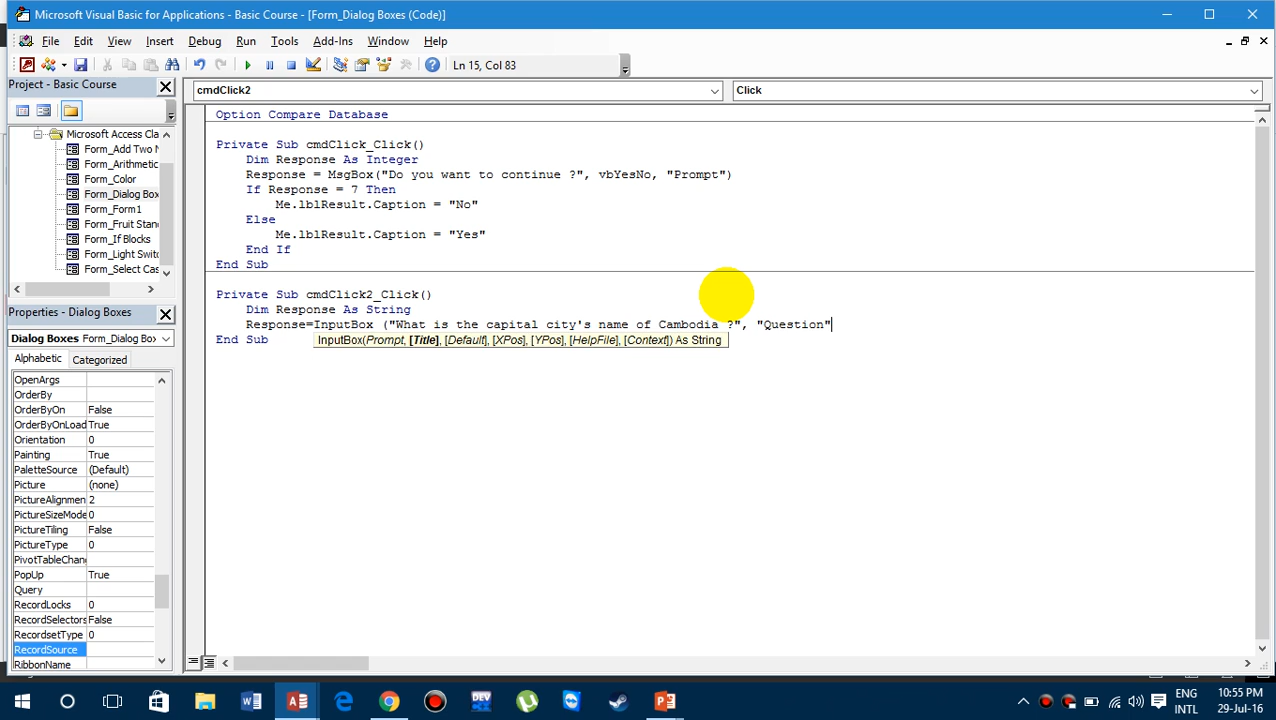 Microsoft Visual Basic for Applications - Basic Course - [Form_Dialog Boxes (Code)]
File Edit View Insert Debug Run Tools Add-Ins Window Help
Ln 15, Col 83
Project - Basic Course
cmdClick2
Click
Microsoft Access Cla
Form_Add Two N
Form_Arithmetic
Form_Color
Form_Dialog Box
Form_Form1
Form_Fruit Stan
Form_If Blocks
Form_Light Switc
Form_Select Cas
Properties - Dialog Boxes
Dialog Boxes Form_Dialog Box
Alphabetic Categorized
OpenArgs
OrderBy
OrderByOn False
OrderByOnLoad True
Orientation 0
Painting True
PaletteSource (Default)
Picture (none)
PictureAlignmen 2
PictureSizeMode 0
PictureTiling False
PictureType 0
PivotTableChan
PopUp True
Query
RecordLocks 0
RecordSelectors False
RecordsetType 0
RecordSource
RibbonName
Option Compare Database
Private Sub cmdClick_Click()
Dim Response As Integer
Response = MsgBox("Do you want to continue ?", vbYesNo, "Prompt")
If Response = 7 Then
Me.lblResult.Caption = "No"
Else
Me.lblResult.Caption = "Yes"
End If
End Sub
Private Sub cmdClick2_Click()
Dim Response As String
Response=InputBox ("What is the capital city's name of Cambodia ?", "Question"
End Sub
InputBox(Prompt, [Title], [Default], [XPos], [YPos], [HelpFile], [Context]) As String
ENG
INTL
10:55 PM
29-Jul-16